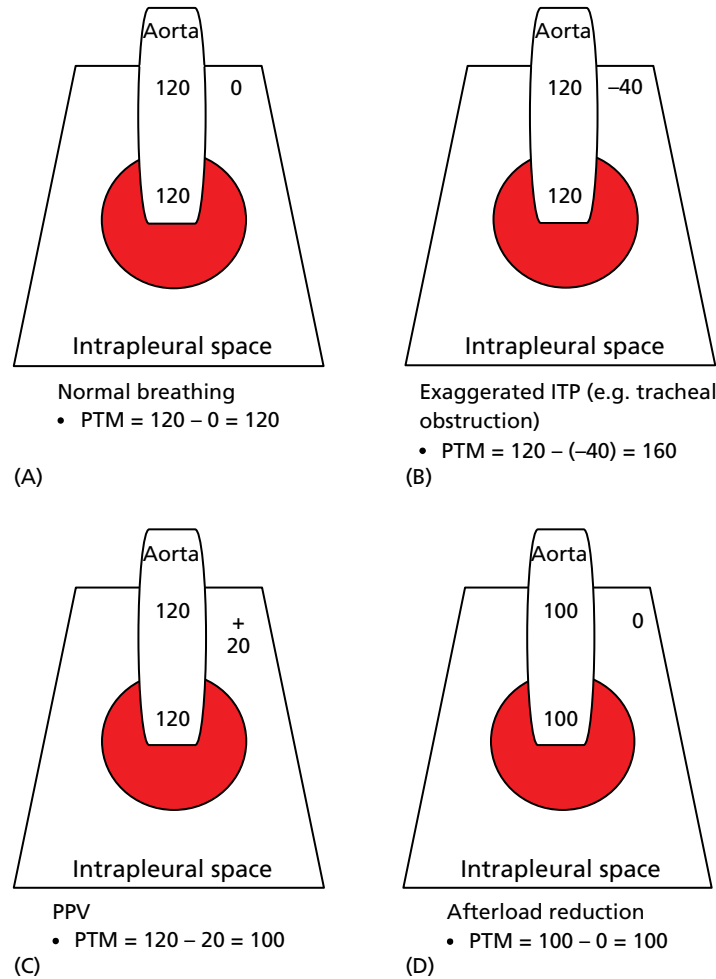 Aorta
120 0
120
Intrapleural space
Normal breathing
• PTM = 120 – 0 = 120
(A)
Aorta
120 –40
120
Intrapleural space
Exaggerated ITP (e.g. tracheal
obstruction)
• PTM = 120 – (–40) = 160
(B)
Aorta
120
+
20
120
Intrapleural space
PPV
• PTM = 120 – 20 = 100
(C)
Aorta
100 0
100
Intrapleural space
Afterload reduction
• PTM = 100 – 0 = 100
(D)